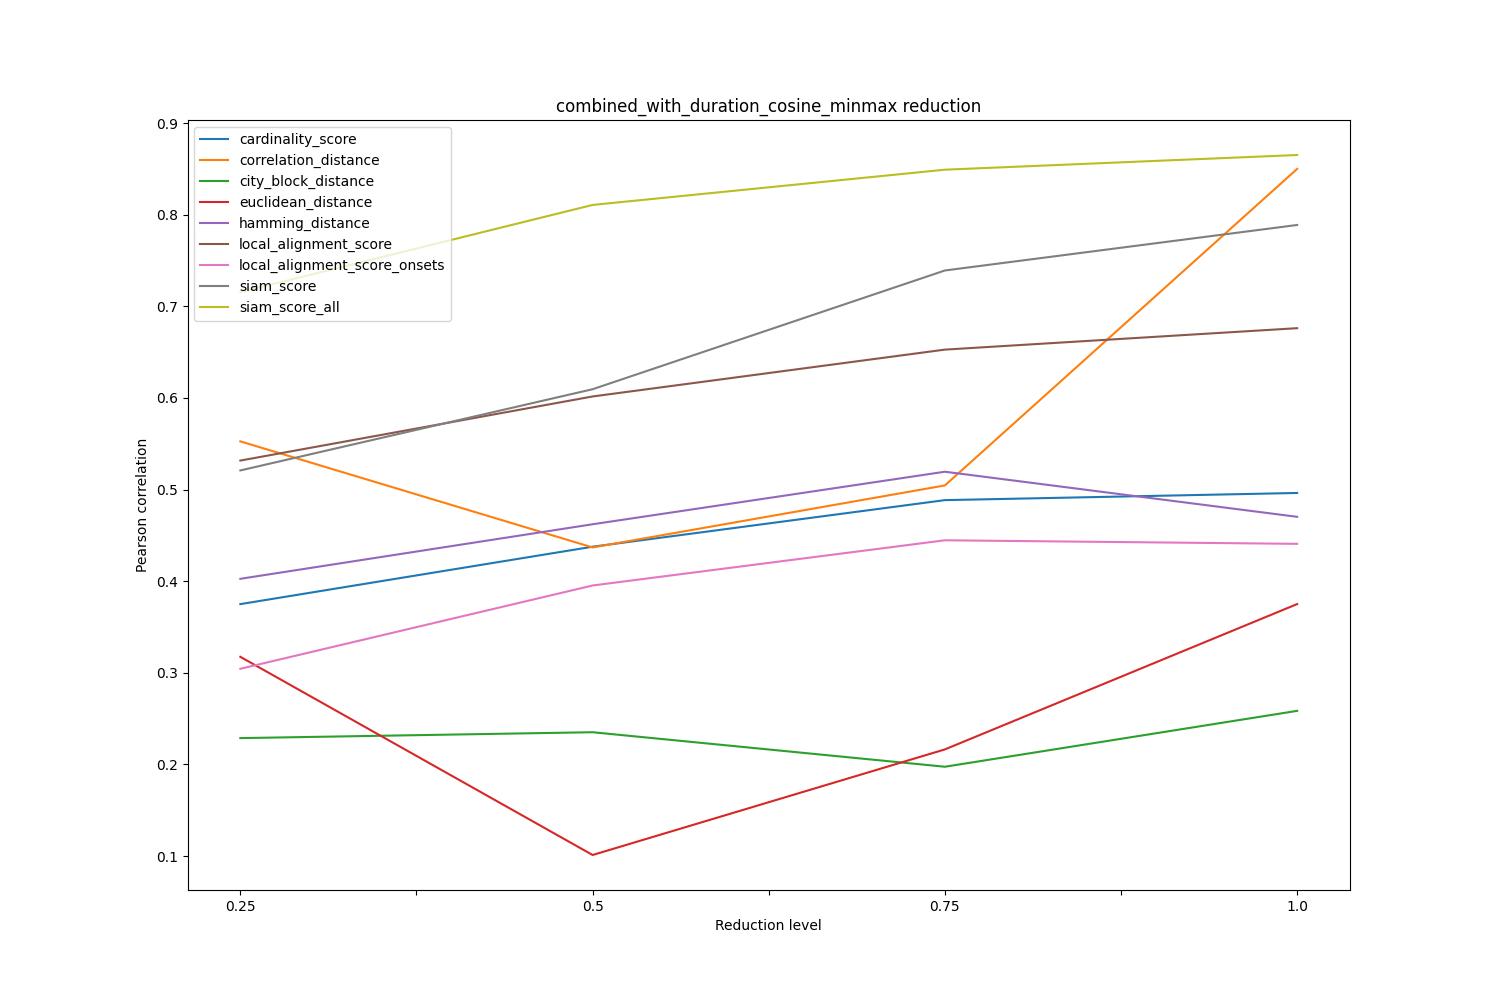 combined_with_duration_cosine_minmax reduction
0.9
0.8
0.7
0.6
0.5
0.4
0.3
0.2
0.1
Pearson correlation
cardinality_score
correlation_distance
city_block_distance
euclidean_distance
hamming_distance
local_alignment_score
local_alignment_score_onsets
siam_score
siam_score_all
0.25 0.5 0.75 1.0
Reduction level